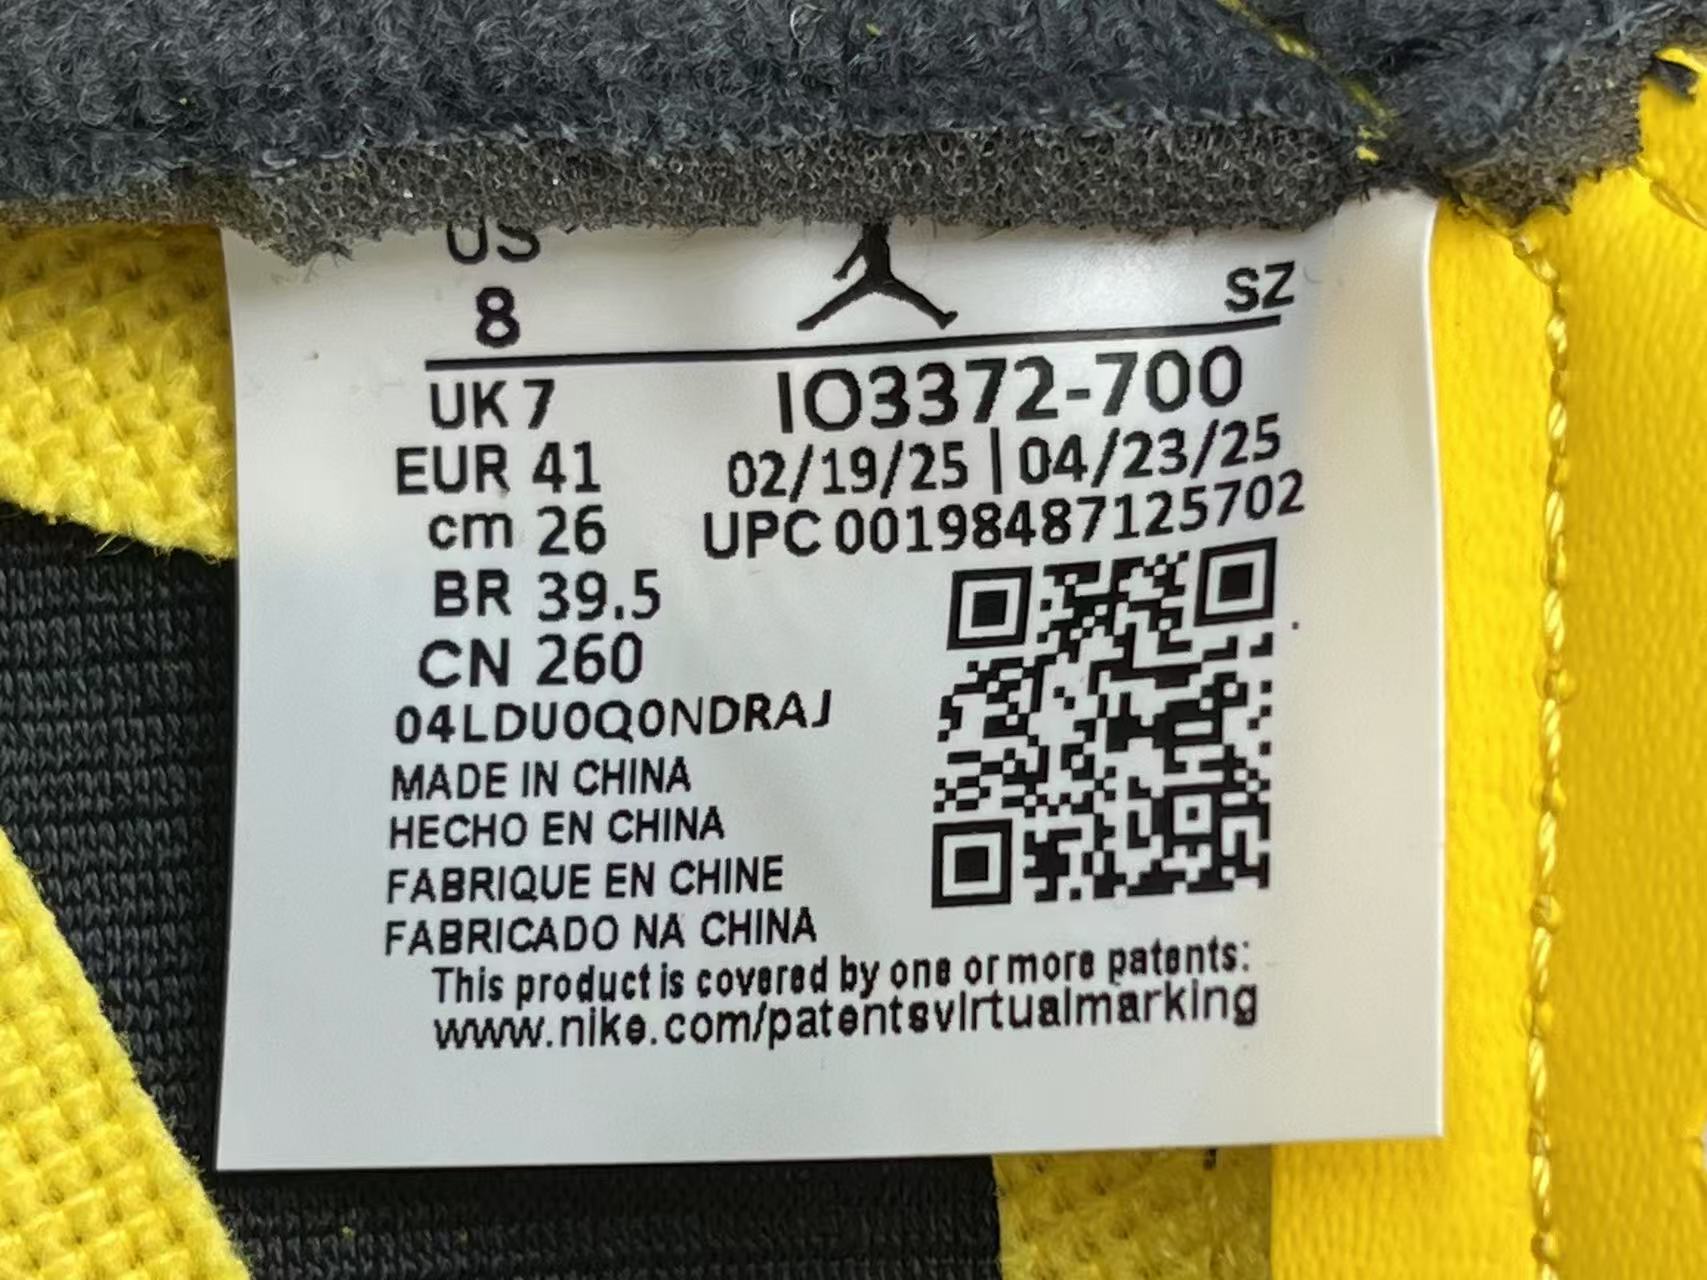 US
8
SZ
UK 7
IO3372-700
EUR 41
02/19/25 | 04/23/25
cm 26
UPC 00198487125702
BR 39.5
CN 260
04LDU0Q0NDRAJ
MADE IN CHINA
HECHO EN CHINA
FABRIQUE EN CHINE
FABRICADO NA CHINA
This product is covered by one or more patents:
www.nike.com/patentsvirtualmarking